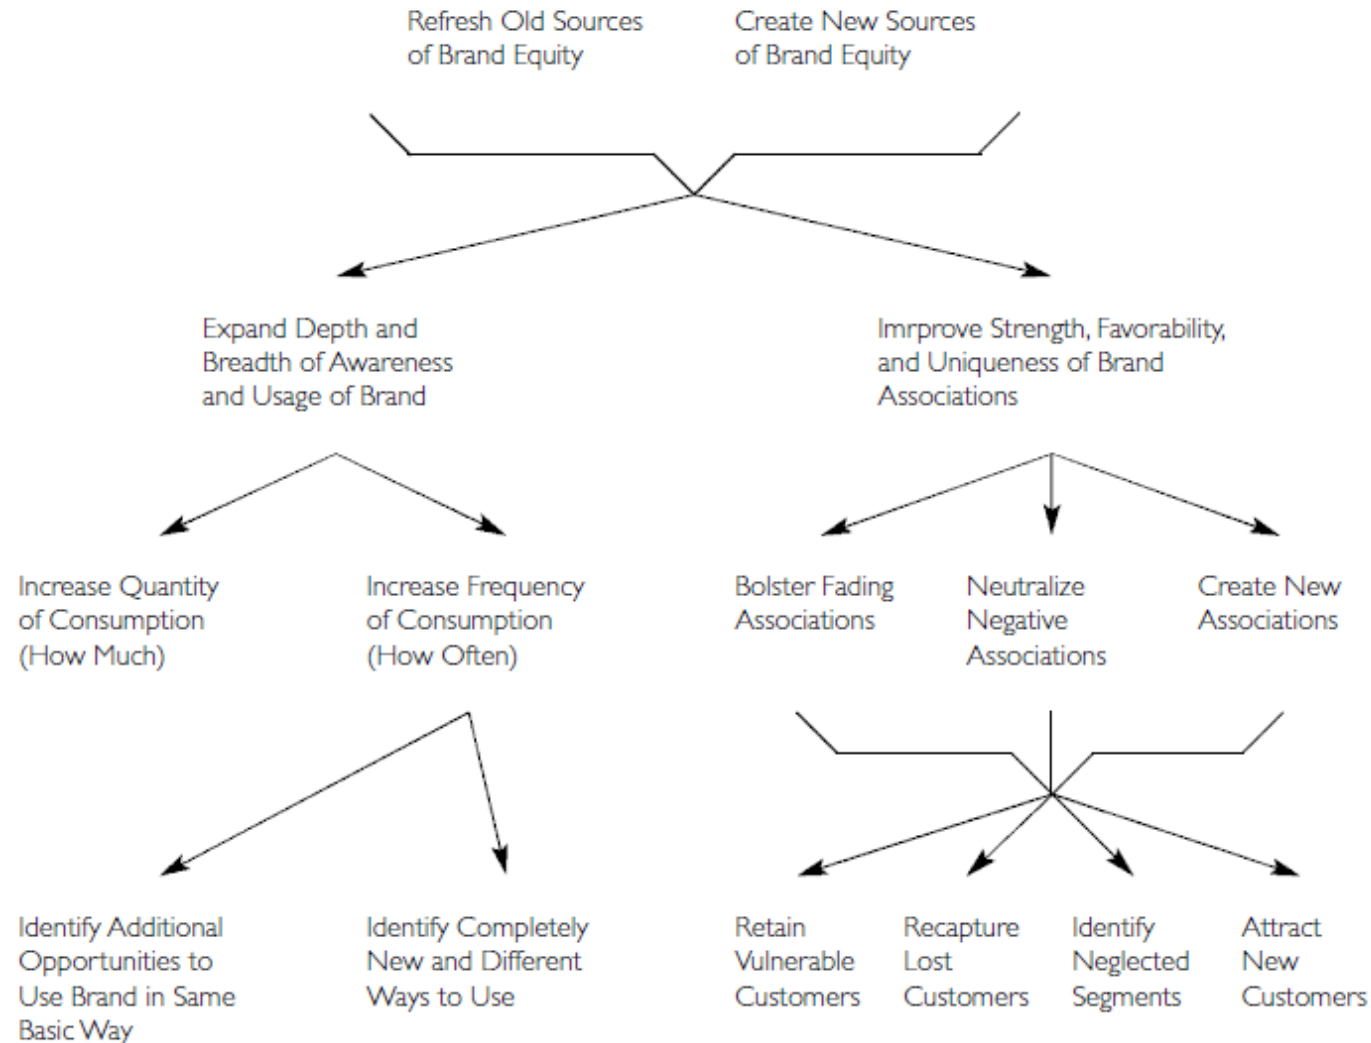 Refresh Old Sources
of Brand Equity
Create New Sources
of Brand Equity
Expand Depth and
Breadth of Awareness
and Usage of Brand
Imrprove Strength, Favorability,
and Uniqueness of Brand
Associations
Increase Quantity
of Consumption
(How Much)
Increase Frequency
of Consumption
(How Often)
Bolster Fading
Associations
Neutralize
Negative
Associations
Create New
Associations
Identify Additional
Opportunities to
Use Brand in Same
Basic Way
Identify Completely
New and Different
Ways to Use
Retain
Vulnerable
Customers
Recapture
Lost
Customers
Identify
Neglected
Segments
Attract
New
Customers